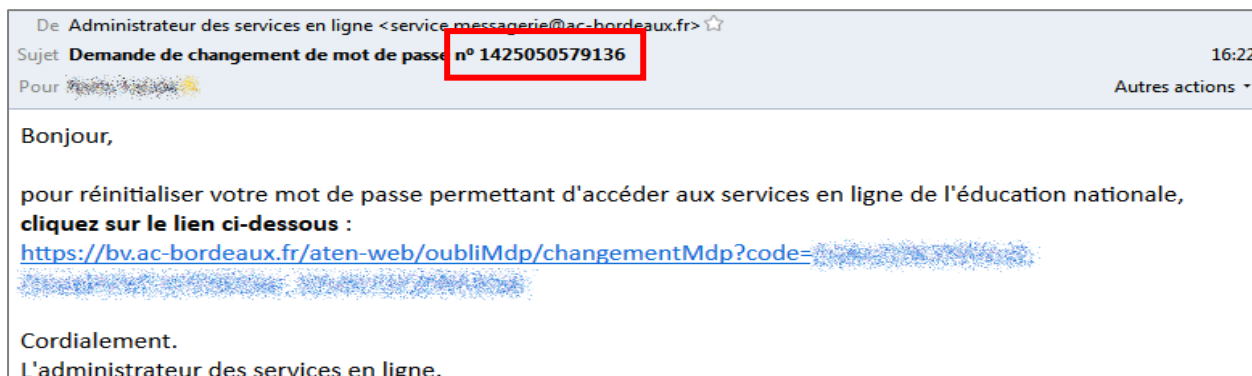 De Administrateur des services en ligne <service.messagerie@ac-bordeaux.fr>
Sujet Demande de changement de mot de passe nº 1425050579136 16:22
Pour Autres actions
Bonjour,
pour réinitialiser votre mot de passe permettant d'accéder aux services en ligne de l'éducation nationale,
cliquez sur le lien ci-dessous :
https://bv.ac-bordeaux.fr/aten-web/oubliMdp/changementMdp?code=
Cordialement.
L'administrateur des services en ligne.